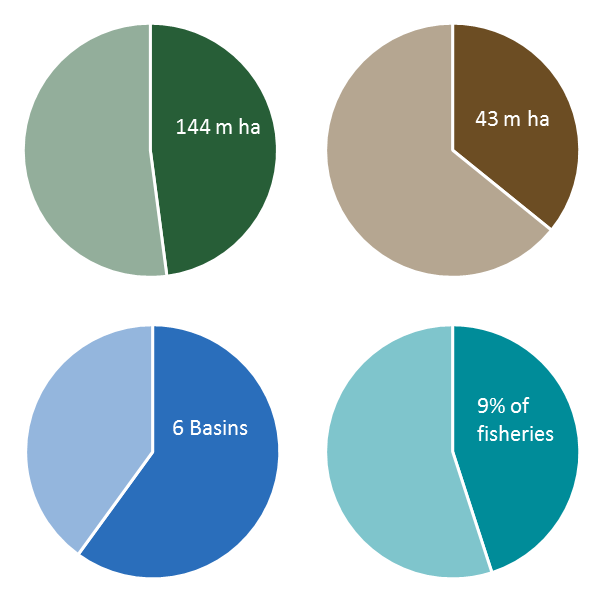 144 m ha
43 m ha
6 Basins
9% of
fisheries